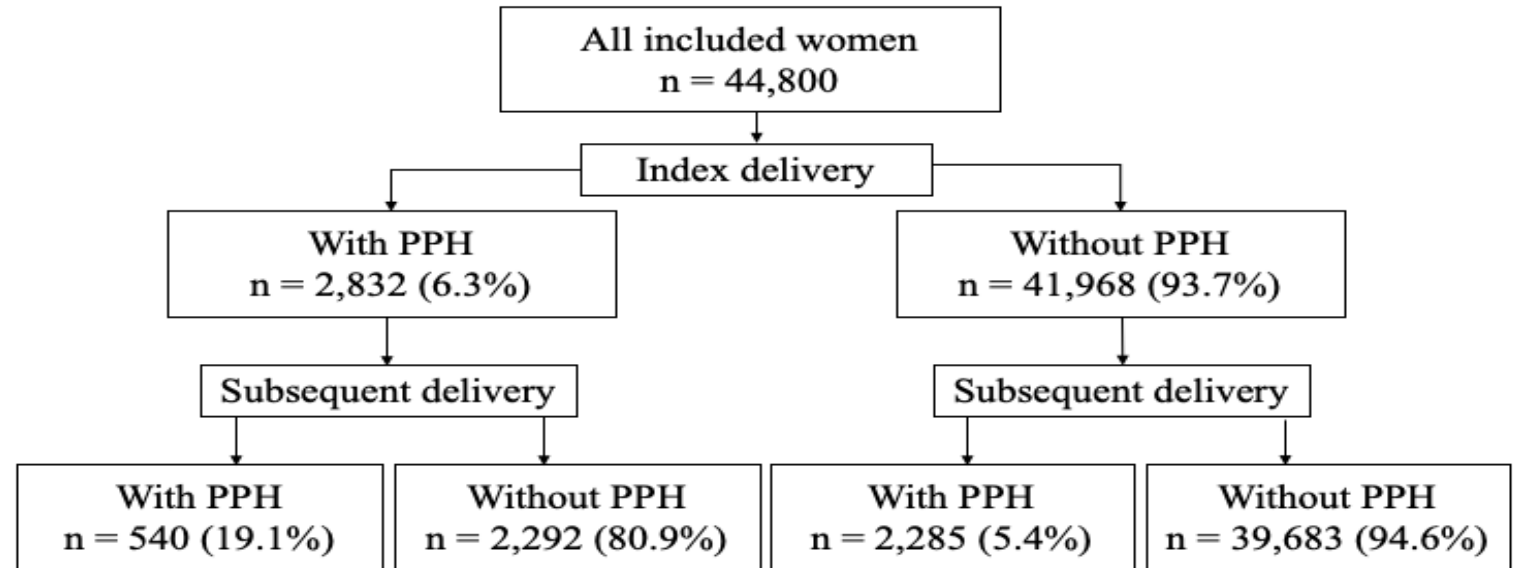 All included women
n = 44,800
Index delivery
With PPH
n = 2,832 (6.3%)
Without PPH
n = 41,968 (93.7%)
Subsequent delivery
Subsequent delivery
With PPH
n = 540 (19.1%)
Without PPH
n = 2,292 (80.9%)
With PPH
n = 2,285 (5.4%)
Without PPH
n = 39,683 (94.6%)